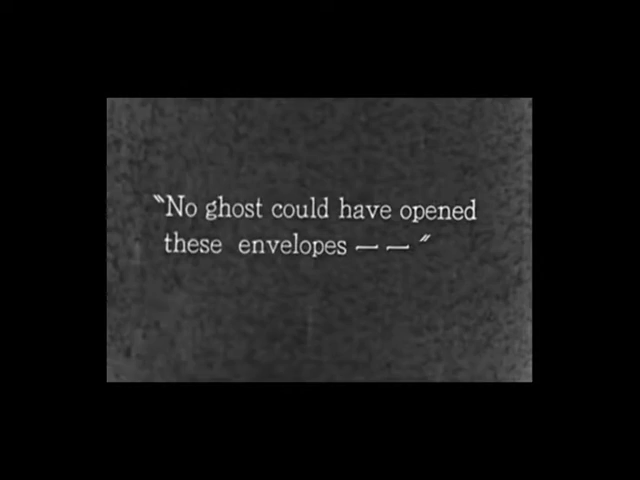 "No ghost could have opened
these envelopes — — "